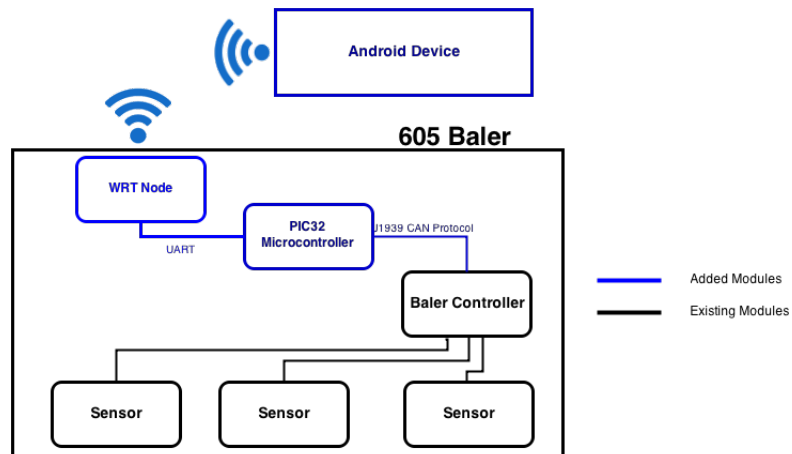 Android Device
605 Baler
WRT Node
PIC32
Microcontroller
J1939 CAN Protocol
UART
Baler Controller
Added Modules
Existing Modules
Sensor
Sensor
Sensor